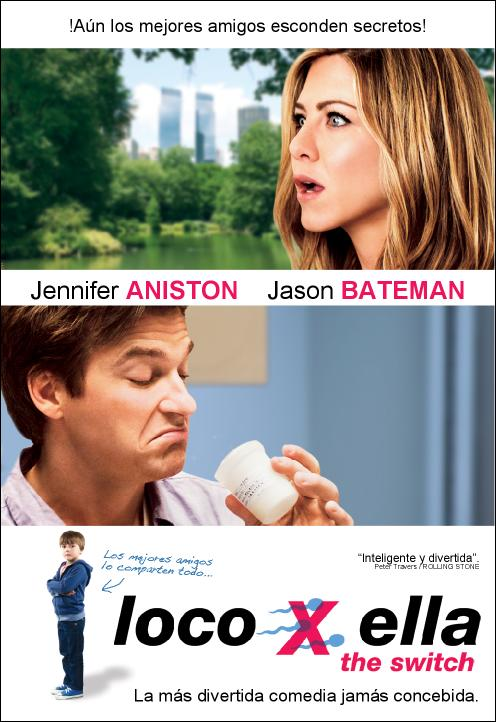 !Aún los mejores amigos esconden secretos!
Jennifer ANISTON Jason BATEMAN
Los mejores amigos
lo comparten todo...
“Inteligente y divertida”.
Peter Travers / ROLLING STONE
loco X ella
the switch
La más divertida comedia jamás concebida.